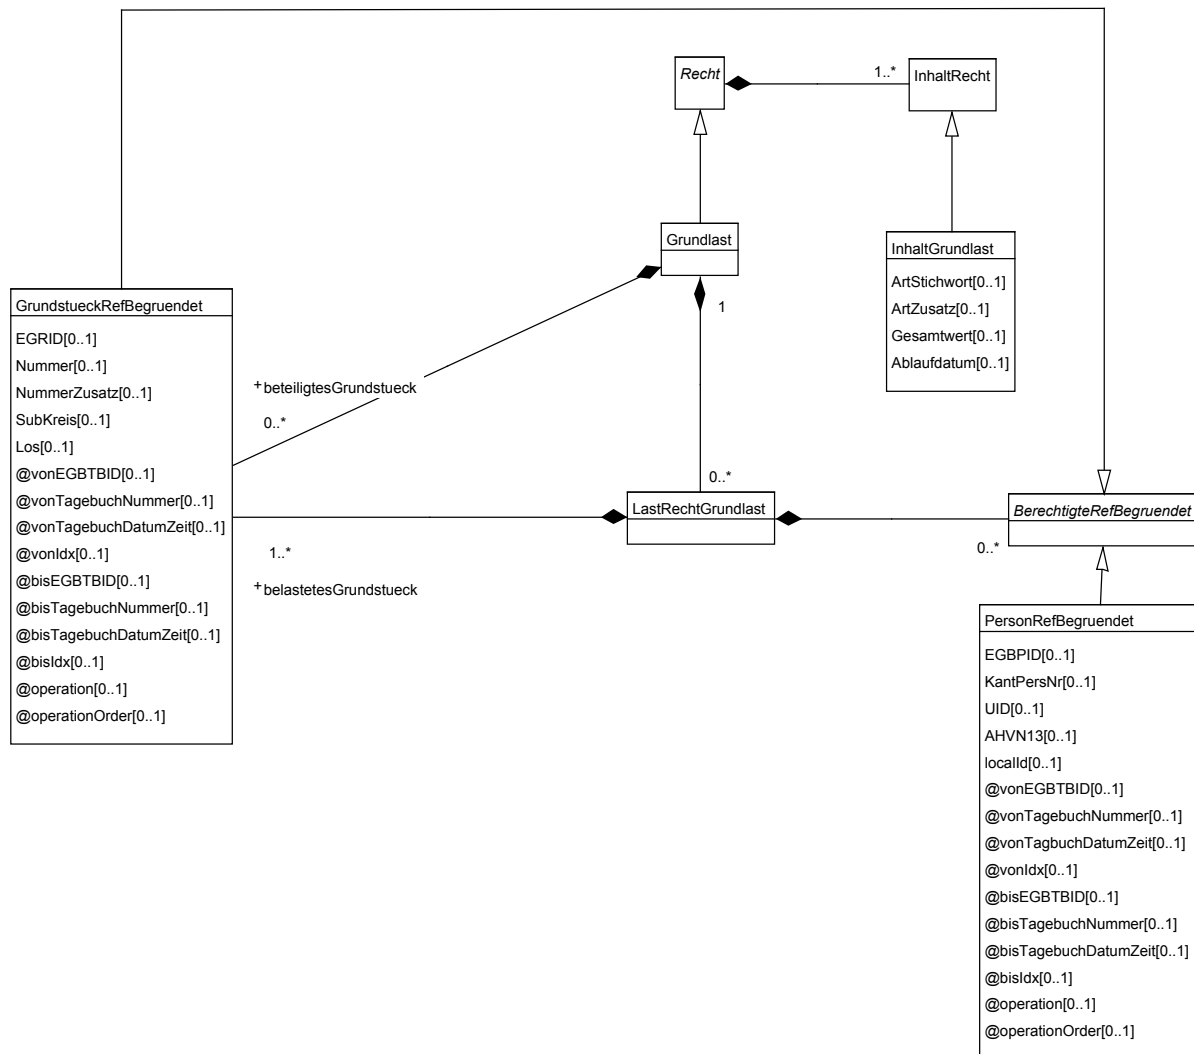 Recht
1..*
InhaltRecht
Grundlast
1
InhaltGrundlast
ArtStichwort[0..1]
ArtZusatz[0..1]
Gesamtwert[0..1]
Ablaufdatum[0..1]
GrundstueckRefBegruendet
EGRID[0..1]
Nummer[0..1]
NummerZusatz[0..1]
SubKreis[0..1]
Los[0..1]
@vonEGBTBID[0..1]
@vonTagebuchNummer[0..1]
@vonTagebuchDatumZeit[0..1]
@vonIdx[0..1]
@bisEGBTBID[0..1]
@bisTagebuchNummer[0..1]
@bisTagebuchDatumZeit[0..1]
@bisIdx[0..1]
@operation[0..1]
@operationOrder[0..1]
+beteiligtesGrundstueck
0..*
0..*
LastRechtGrundlast
BerechtigteRefBegruendet
1..*
0..*
+belastetesGrundstueck
PersonRefBegruendet
EGBPID[0..1]
KantPersNr[0..1]
UID[0..1]
AHVN13[0..1]
localId[0..1]
@vonEGBTBID[0..1]
@vonTagebuchNummer[0..1]
@vonTagbuchDatumZeit[0..1]
@vonIdx[0..1]
@bisEGBTBID[0..1]
@bisTagebuchNummer[0..1]
@bisTagebuchDatumZeit[0..1]
@bisIdx[0..1]
@operation[0..1]
@operationOrder[0..1]